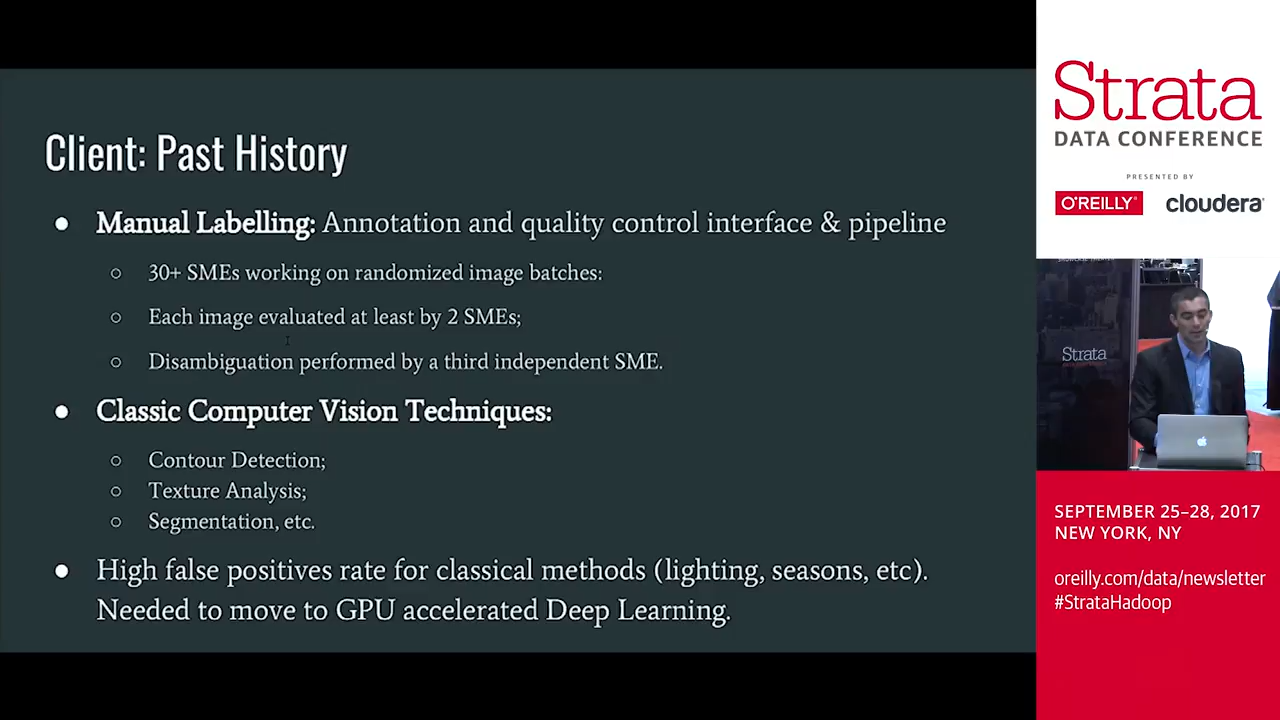 Client: Past History
● Manual Labelling: Annotation and quality control interface & pipeline
○ 30+ SMEs working on randomized image batches:
○ Each image evaluated at least by 2 SMEs;
○ Disambiguation performed by a third independent SME.
● Classic Computer Vision Techniques:
○ Contour Detection;
○ Texture Analysis;
○ Segmentation, etc.
● High false positives rate for classical methods (lighting, seasons, etc).
Needed to move to GPU accelerated Deep Learning.
Strata
DATA CONFERENCE
PRESENTED BY
O'REILLY
cloudera
Strata
SEPTEMBER 25–28, 2017
NEW YORK, NY
oreilly.com/data/newsletter
#StrataHadoop